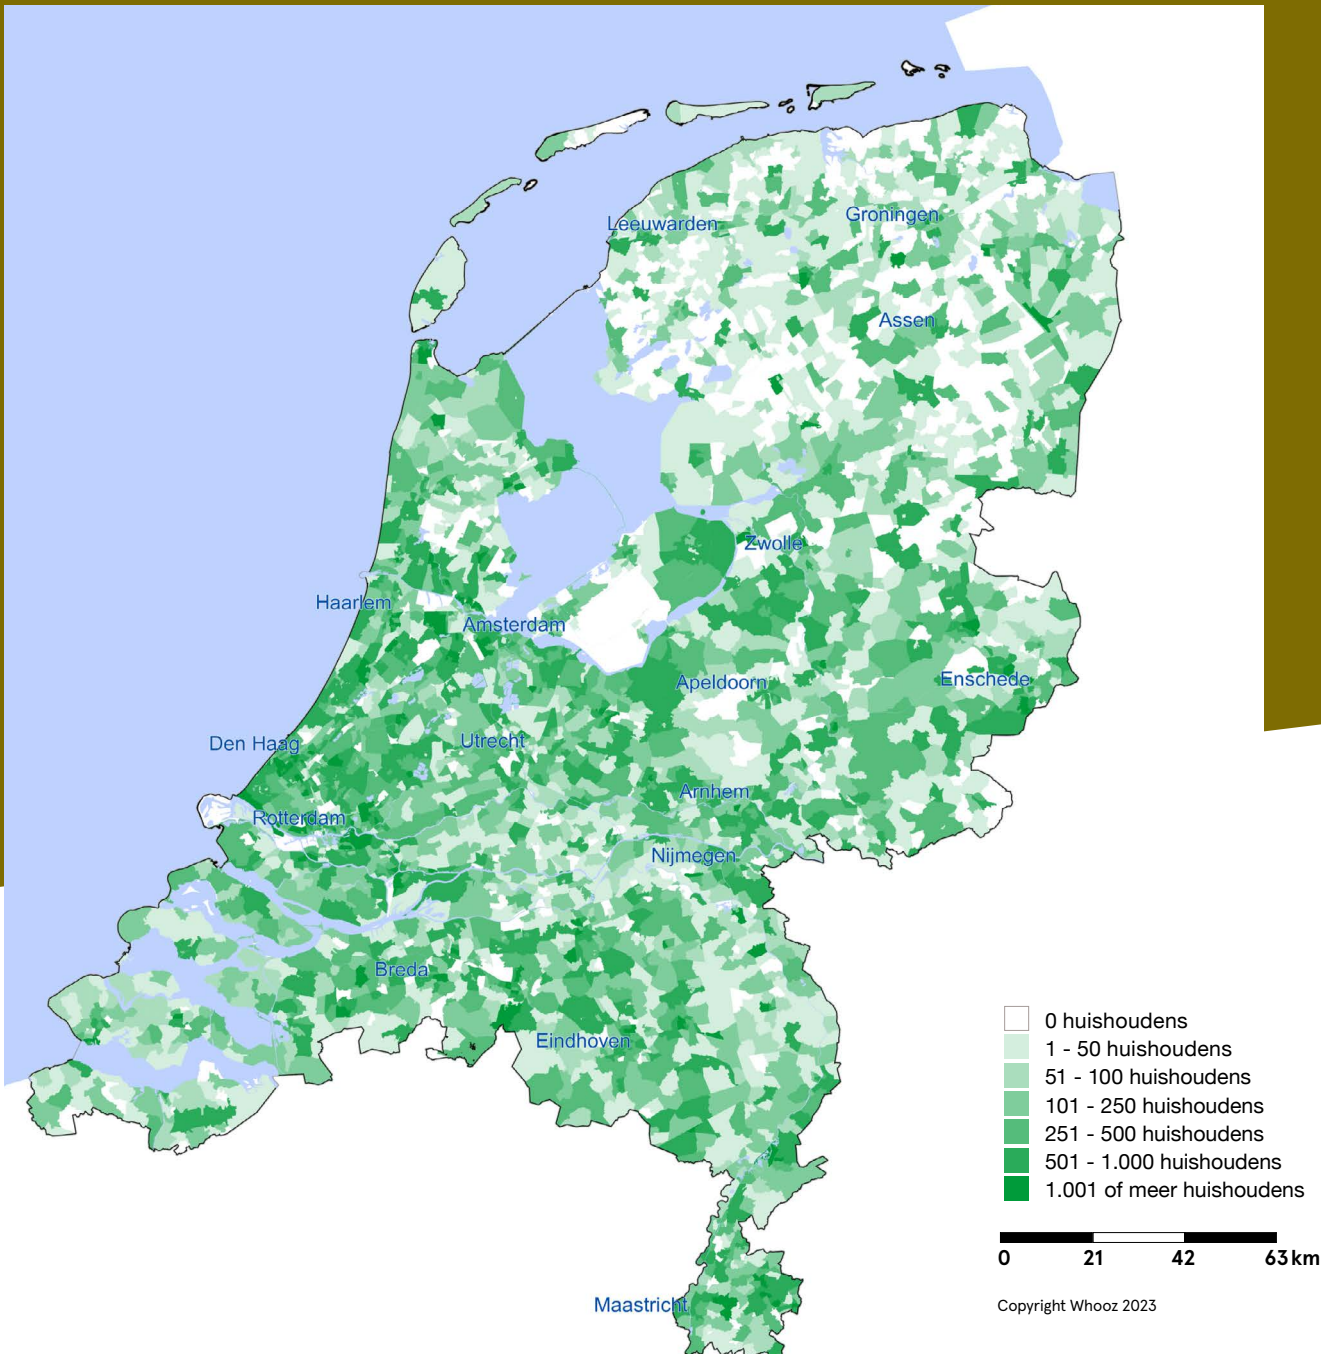 Leeuwarden
Groningen
Assen
Zwolle
Haarlem
Amsterdam
Apeldoorn
Enschede
Den Haag
Utrecht
Arnhem
Rotterdam
Nijmegen
Breda
Eindhoven
Maastricht
0 huishoudens
1 - 50 huishoudens
51 - 100 huishoudens
101 - 250 huishoudens
251 - 500 huishoudens
501 - 1.000 huishoudens
1.001 of meer huishoudens
0 21 42 63 km
Copyright Whooz 2023